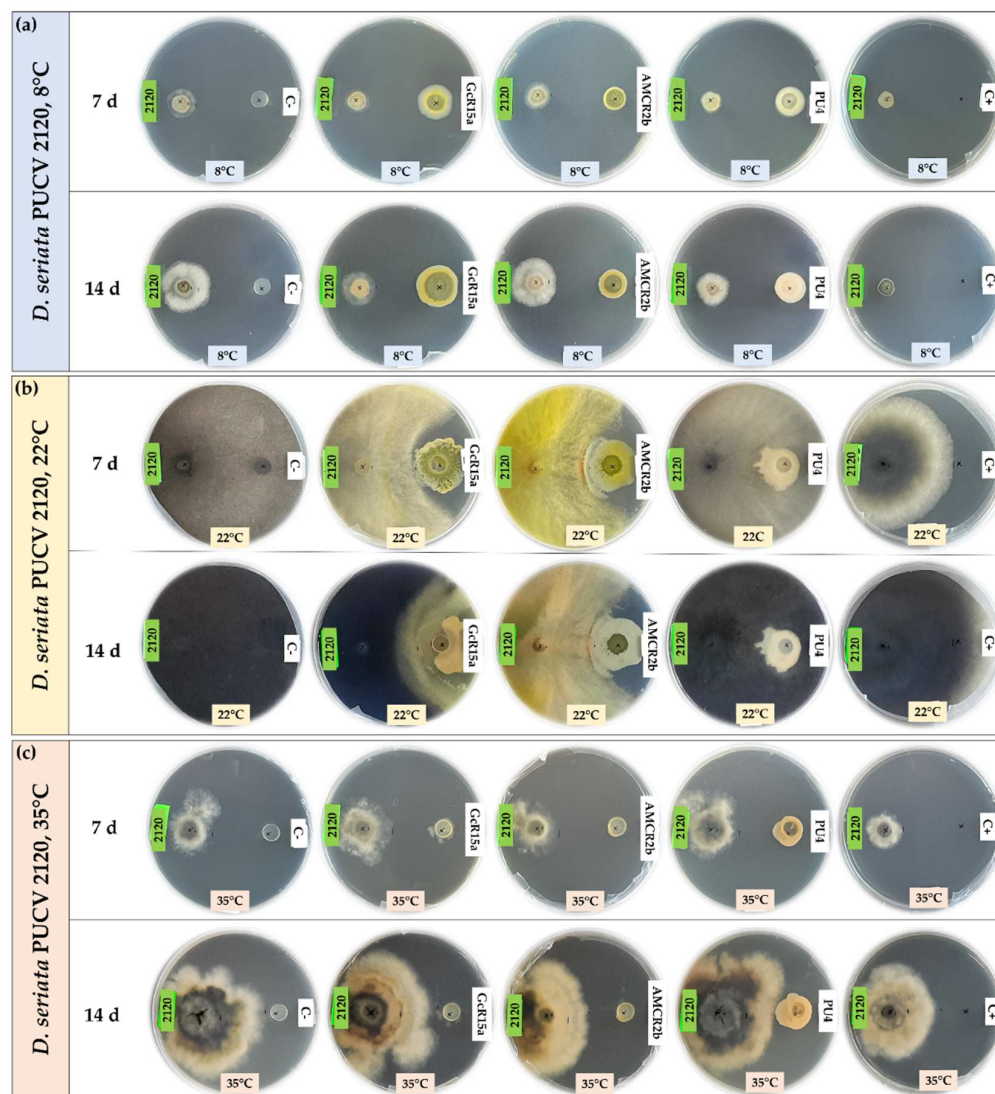 (a)
D. seriata PUCV 2120, 8°C
7 d
2120
C-
8°C
2120
GcR15a
8°C
2120
AMCR2b
8°C
2120
PU4
8°C
2120
C+
8°C
14 d
2120
C-
8°C
2120
GcR15a
8°C
2120
AMCR2b
8°C
2120
PU4
8°C
2120
C+
8°C
(b)
D. seriata PUCV 2120, 22°C
7 d
2120
C-
22°C
2120
GcR15a
22°C
2120
AMCR2b
22°C
2120
PU4
22C
2120
C+
22°C
14 d
2120
C-
22°C
2120
GcR15a
22°C
2120
AMCR2b
22°C
2120
PU4
22°C
2120
C+
22°C
(c)
D. seriata PUCV 2120, 35°C
7 d
2120
C-
35°C
2120
GcR15a
35°C
2120
AMCR2b
35°C
2120
PU4
35°C
2120
C+
35°C
14 d
2120
C-
35°C
2120
GcR15a
35°C
2120
AMCR2b
35°C
2120
PU4
35°C
2120
C+
35°C